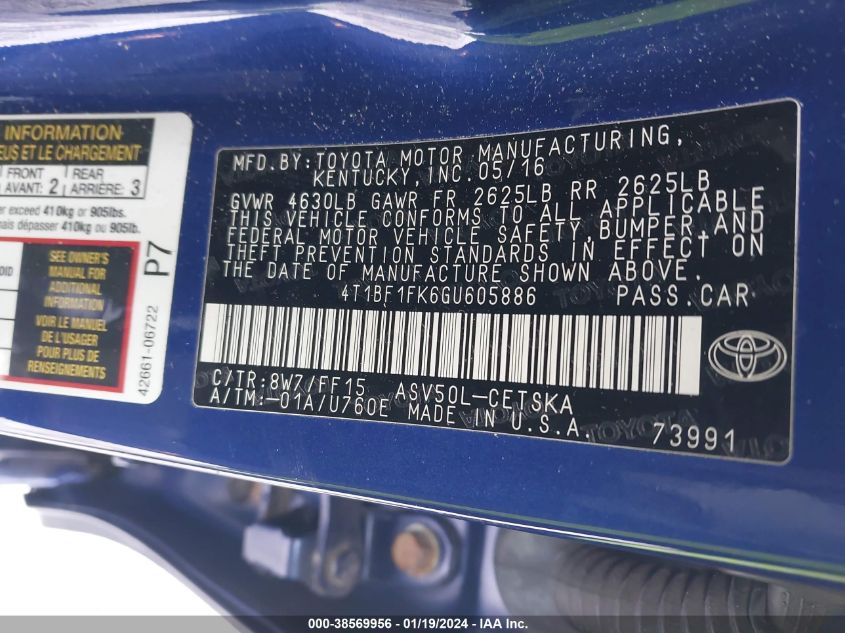 INFORMATION
EUS ET LE CHARGEMENT
FRONT
AVANT: 2
REAR
ARRIÈRE: 3
er exceed 410kg or 905lbs.
mais dépasser 410kg or 905lb.
SEE OWNER'S
MANUAL FOR
ADDITIONAL
INFORMATION
VOIR LE MANUEL
DE L'USAGER
POUR PLUS DE
RENSEIGNEMENTS
P7
42661-06722
MFD.BY:TOYOTA MOTOR MANUFACTURING,
KENTUCKY,INC.05/16
GVWR 4630LB GAWR FR 2625LB RR 2625LB
THIS VEHICLE CONFORMS TO ALL APPLICABLE
FEDERAL MOTOR VEHICLE SAFETY,BUMPER,AND
THEFT PREVENTION STANDARDS IN EFFECT ON
THE DATE OF MANUFACTURE SHOWN ABOVE.
4T1BF1FK6GU605886 PASS.CAR
C/TR:8W7/FF15 ASV50L-CETSKA
A/TM:-01A/U760E MADE IN U.S.A. 73991
000-38569956 - 01/19/2024 - IAA Inc.